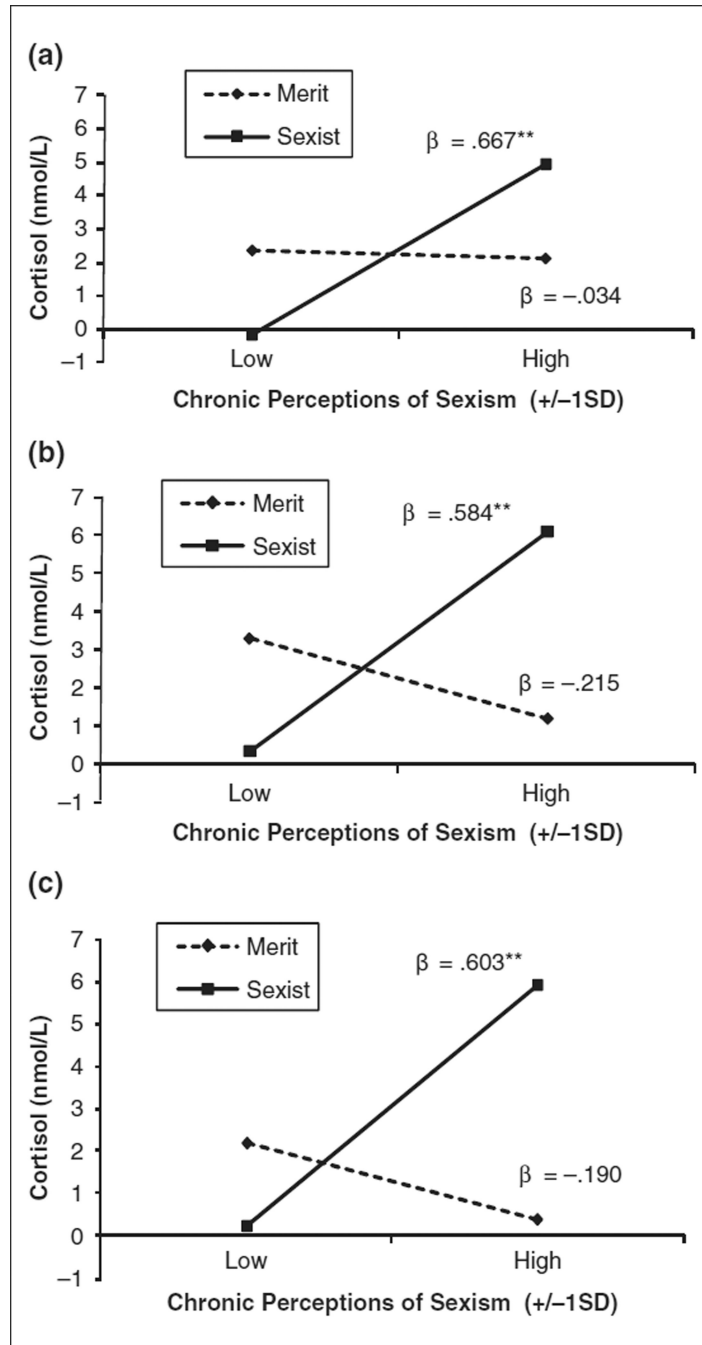 (a)
7
6
5
4
3
2
1
0
–1
Cortisol (nmol/L)
Merit
Sexist
β = .667**
β = –.034
Low
High
Chronic Perceptions of Sexism (+/–1SD)
(b)
7
6
5
4
3
2
1
0
–1
Cortisol (nmol/L)
Merit
Sexist
β = .584**
β = –.215
Low
High
Chronic Perceptions of Sexism (+/–1SD)
(c)
7
6
5
4
3
2
1
0
–1
Cortisol (nmol/L)
Merit
Sexist
β = .603**
β = –.190
Low
High
Chronic Perceptions of Sexism (+/–1SD)